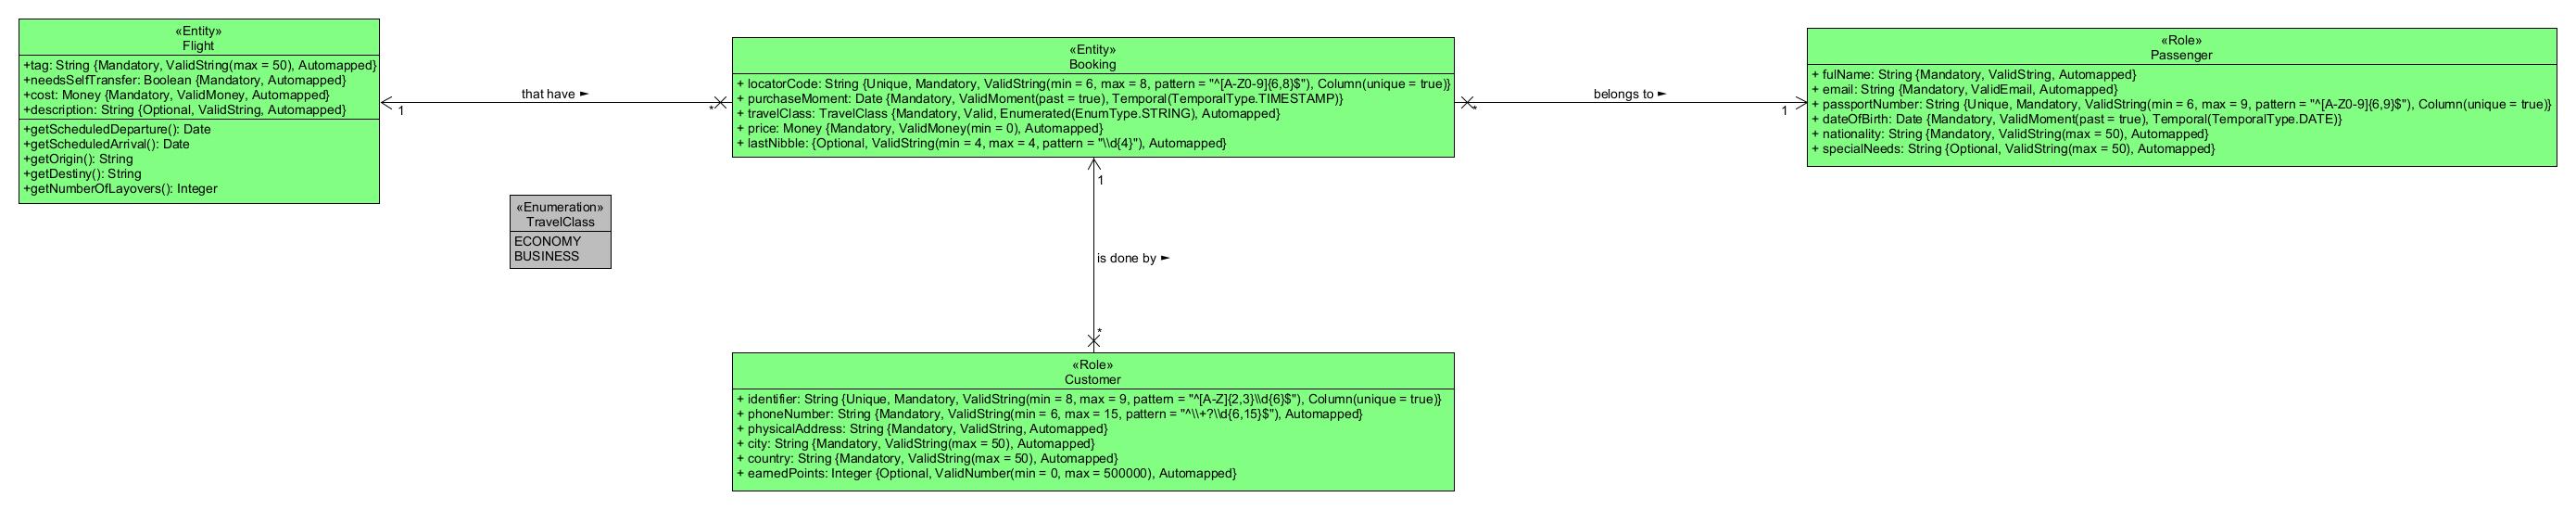 «Entity»
Flight
+tag: String {Mandatory, ValidString(max = 50), Automapped}
+needsSelfTransfer: Boolean {Mandatory, Automapped}
+cost: Money {Mandatory, ValidMoney, Automapped}
+description: String {Optional, ValidString, Automapped}
+getScheduledDeparture(): Date
+getScheduledArrival(): Date
+getOrigin(): String
+getDestiny(): String
+getNumberOfLayovers(): Integer
1
that have ►
*
«Entity»
Booking
+ locatorCode: String {Unique, Mandatory, ValidString(min = 6, max = 8, pattern = "^[A-Z0-9]{6,8}$"), Column(unique = true)}
+ purchaseMoment: Date {Mandatory, ValidMoment(past = true), Temporal(TemporalType.TIMESTAMP)}
+ travelClass: TravelClass {Mandatory, Valid, Enumerated(EnumType.STRING), Automapped}
+ price: Money {Mandatory, ValidMoney(min = 0), Automapped}
+ lastNibble: {Optional, ValidString(min = 4, max = 4, pattern = "\\d{4}"), Automapped}
*
belongs to ►
1
«Role»
Passenger
+ fulName: String {Mandatory, ValidString, Automapped}
+ email: String {Mandatory, ValidEmail, Automapped}
+ passportNumber: String {Unique, Mandatory, ValidString(min = 6, max = 9, pattern = "^[A-Z0-9]{6,9}$"), Column(unique = true)}
+ dateOfBirth: Date {Mandatory, ValidMoment(past = true), Temporal(TemporalType.DATE)}
+ nationality: String {Mandatory, ValidString(max = 50), Automapped}
+ specialNeeds: String {Optional, ValidString(max = 50), Automapped}
«Enumeration»
TravelClass
ECONOMY
BUSINESS
1
is done by ►
*
«Role»
Customer
+ identifier: String {Unique, Mandatory, ValidString(min = 8, max = 9, pattern = "^[A-Z]{2,3}\\d{6}$"), Column(unique = true)}
+ phoneNumber: String {Mandatory, ValidString(min = 6, max = 15, pattern = "^\\+?\\d{6,15}$"), Automapped}
+ physicalAddress: String {Mandatory, ValidString, Automapped}
+ city: String {Mandatory, ValidString(max = 50), Automapped}
+ country: String {Mandatory, ValidString(max = 50), Automapped}
+ earnedPoints: Integer {Optional, ValidNumber(min = 0, max = 500000), Automapped}